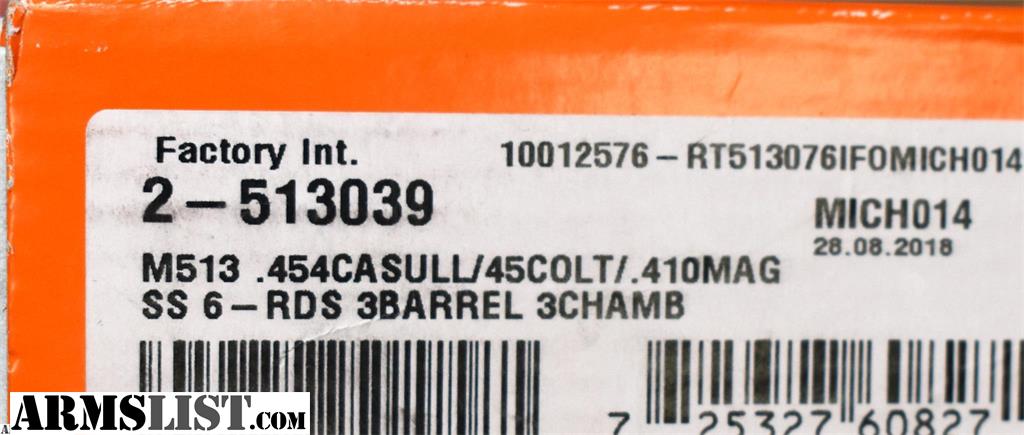 Factory Int.
10012576-RT513076IFOMICH014
2-513039
MICH014
28.08.2018
M513 .454CASULL/45COLT/.410MAG
SS 6-RDS 3BARREL 3CHAMB
7 25327 60827
ARMSLIST.com